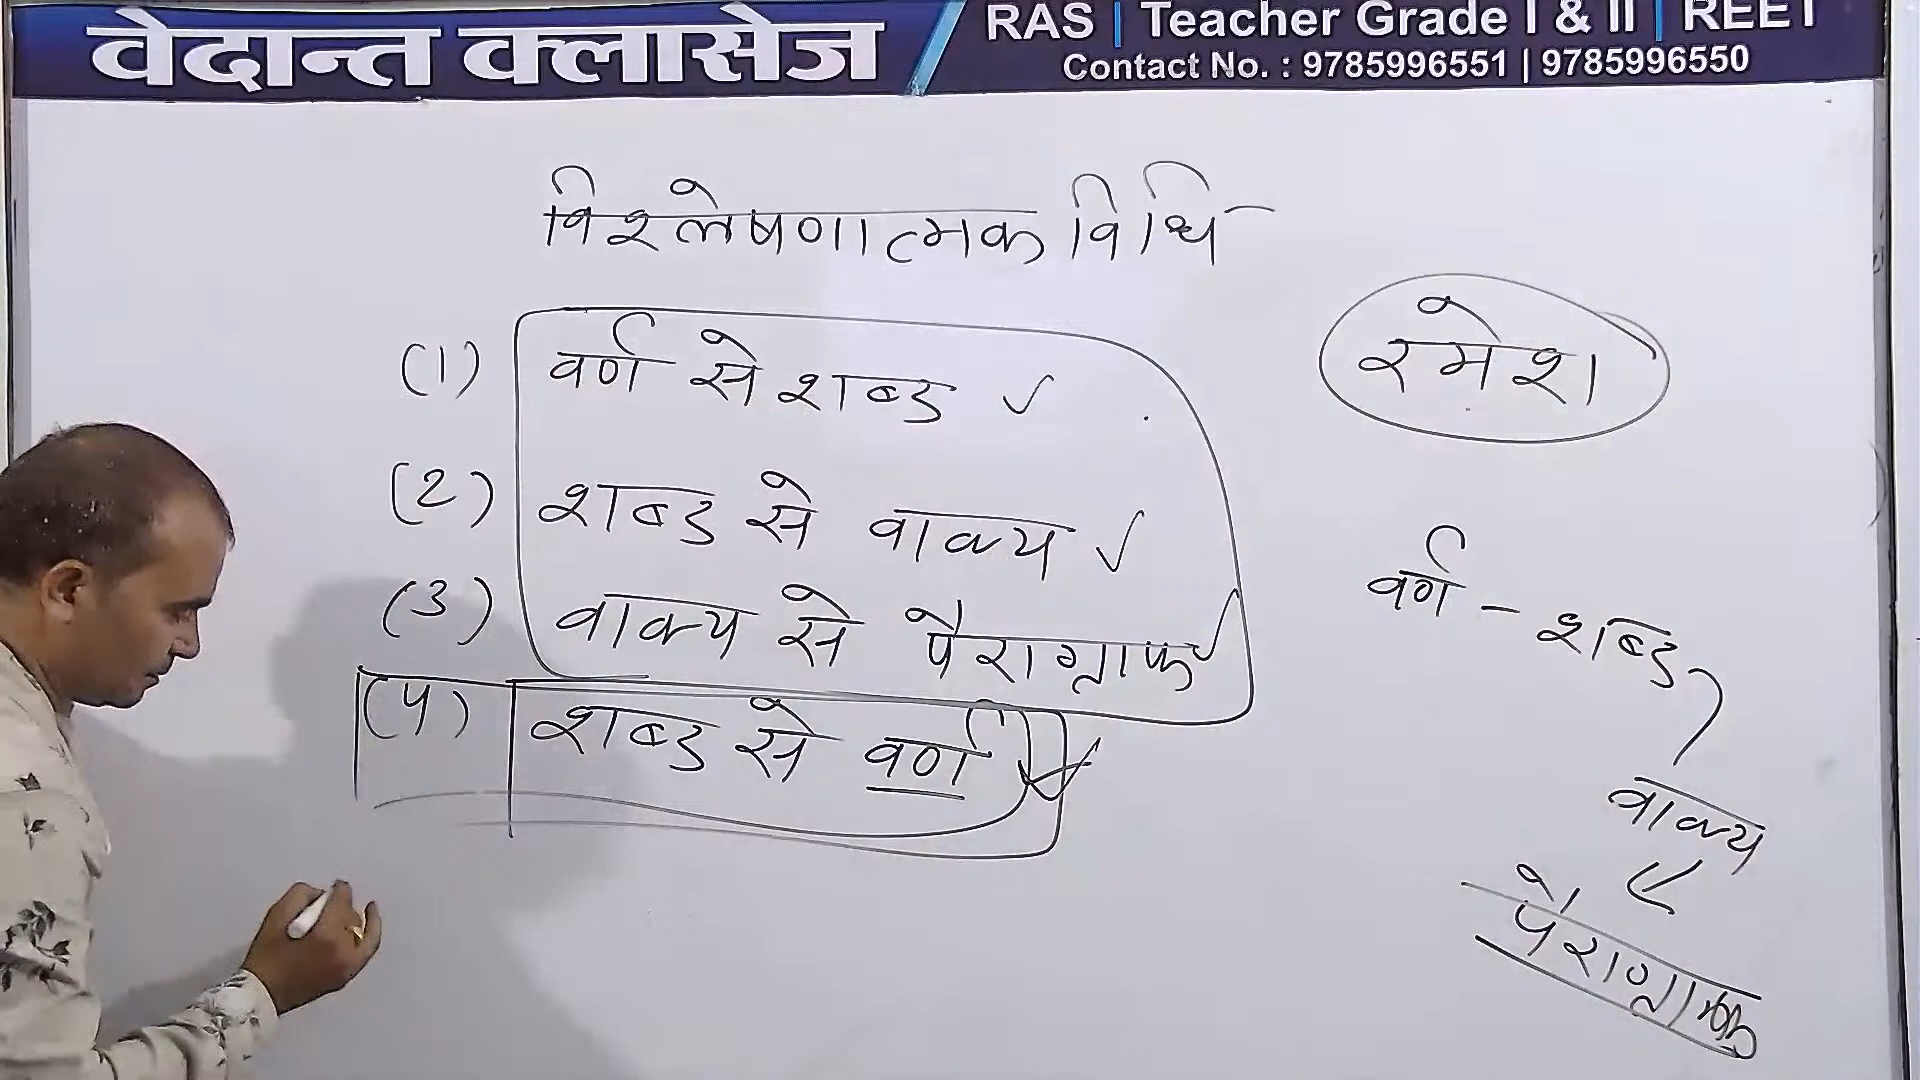 वेदान्त क्लासेज
RAS | Teacher Grade I & II | REET
Contact No. : 9785996551 | 9785996550
विश्लेषणात्मक विधि
(1) वर्ण से शब्द ✓
(2) शब्द से वाक्य ✓
(3) वाक्य से पैराग्राफ ✓
(4) शब्द से वर्ण ✓
रमेश
वर्ण - शब्द
वाक्य
पैराग्राफ